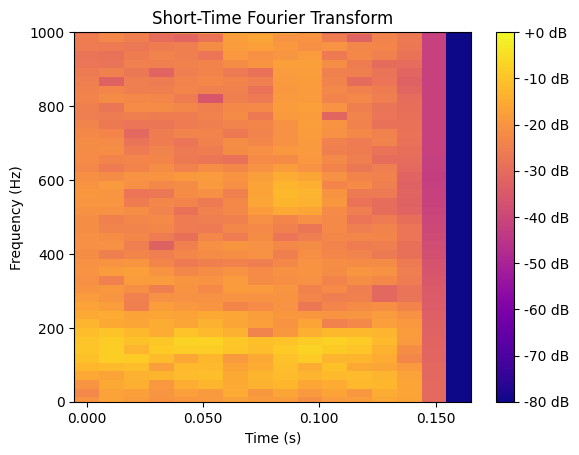 Short-Time Fourier Transform
Frequency (Hz)
1000
800
600
400
200
0
0.000
0.050
0.100
0.150
Time (s)
+0 dB
-10 dB
-20 dB
-30 dB
-40 dB
-50 dB
-60 dB
-70 dB
-80 dB